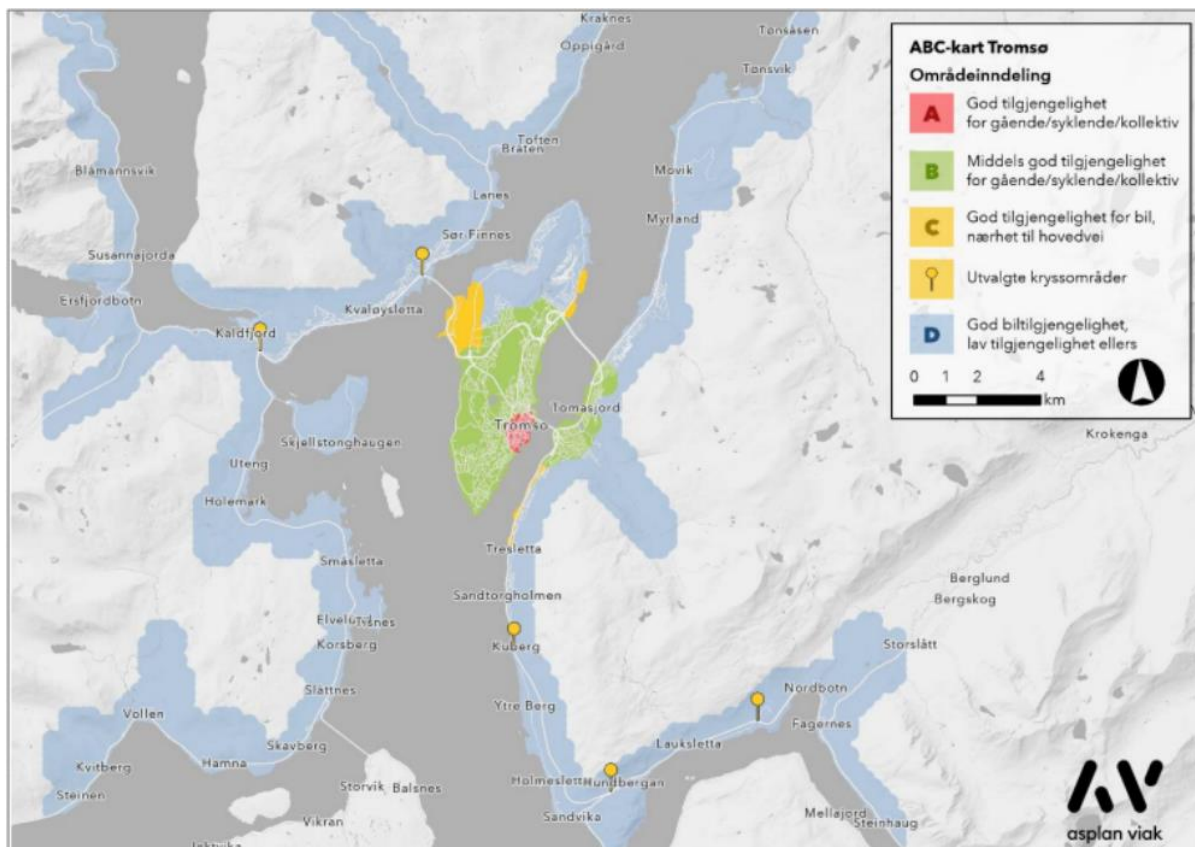 Kraknes
Oppigård
Tønsåsen
Tønsvik
Toften
Bråten
Blåmannsvik
Movik
Lanes
Myrland
Sør-Finnes
Susannajorda
Ersfjordbotn
Kvaløysletta
Kaldfjord
Tomasjord
Tromsø
Skjellstonghaugen
Krokenga
Uteng
Holemark
Tresletta
Småsletta
Berglund
Sandtorgholmen
Bergskog
Tisnes
Korsberg
Kuberg
Storslått
Slattnes
Nordbotn
Ytre Berg
Vollen
Fagernes
Skavberg
Lauksletta
Kvitberg
Hamna
Holmesletta
Hundbergan
Steinen
Storvik
Balsnes
Sandvika
Mellajord
Vikran
Steinhaug
ABC-kart Tromsø
Områdeinndeling
A
God tilgjengelighet
for gående/syklende/kollektiv
B
Middels god tilgjengelighet
for gående/syklende/kollektiv
C
God tilgjengelighet for bil,
nærhet til hovedvei
Utvalgte kryssområder
D
God biltilgjengelighet,
lav tilgjengelighet ellers
0 1 2 4
km
asplan viak